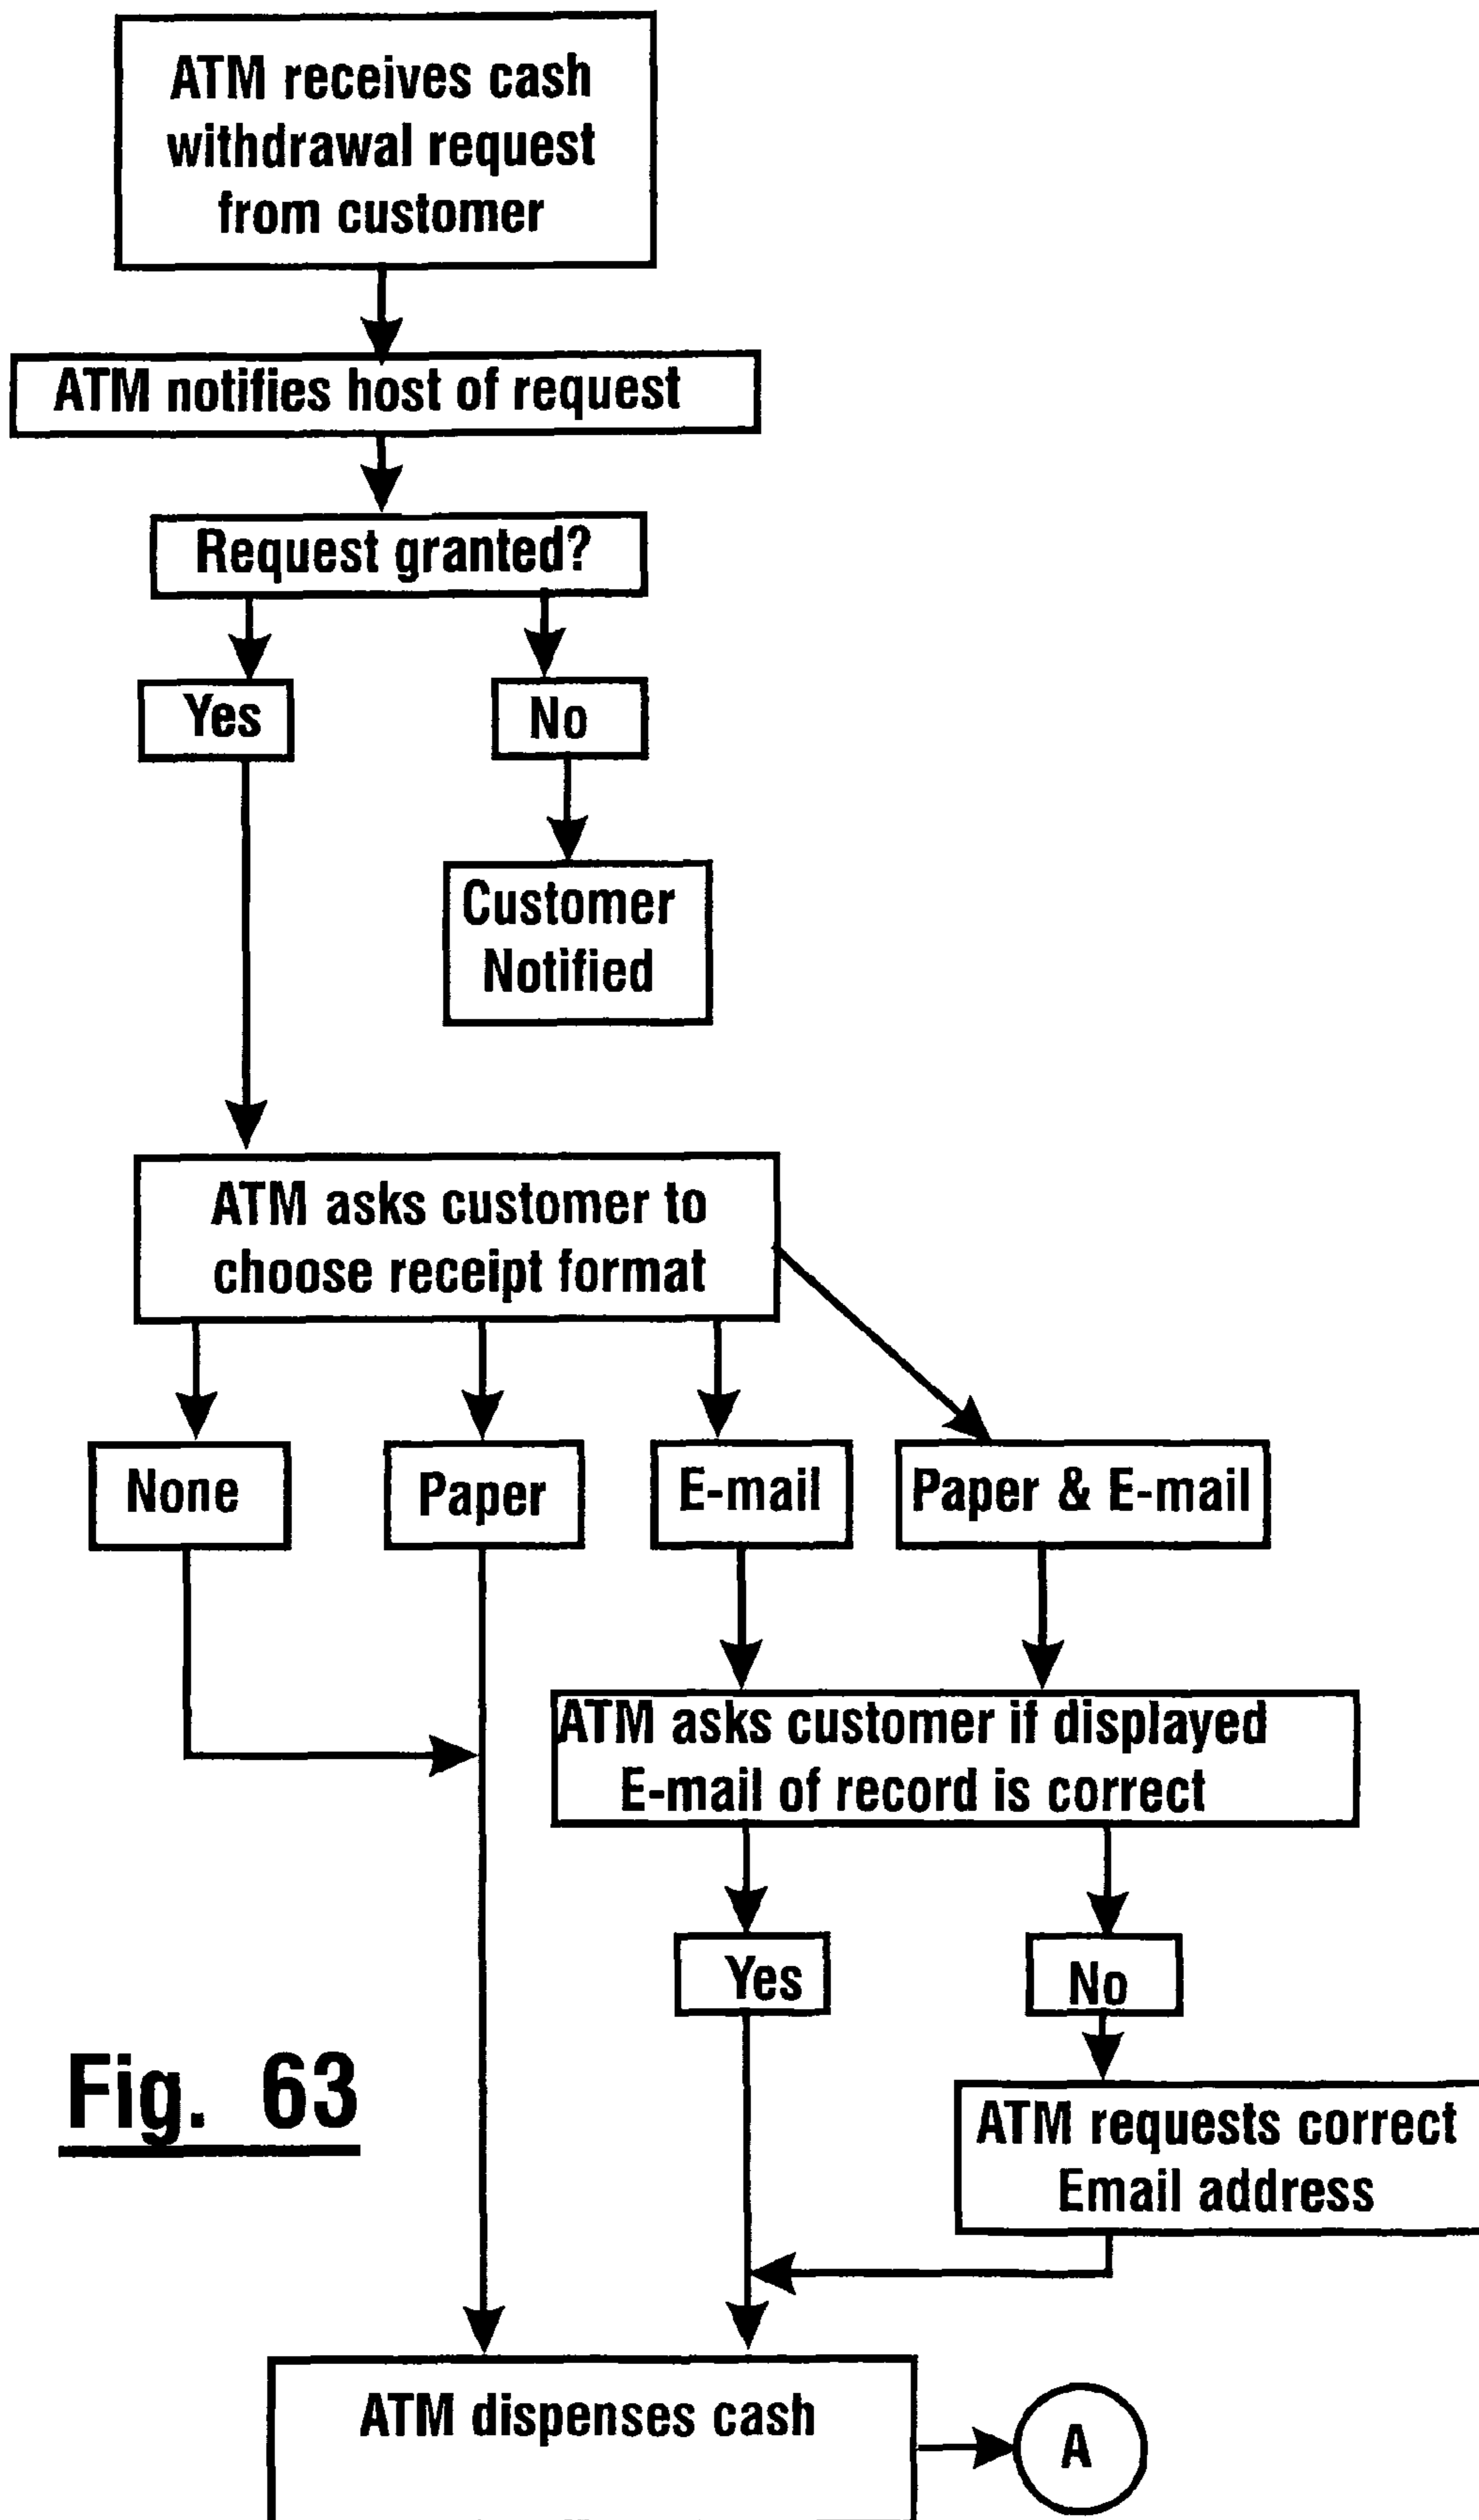 ATM receives cash
withdrawal request
from customer
ATM notifies host of request
Request granted?
Yes
No
Customer
Notified
ATM asks customer to
choose receipt format
None
Paper
E-mail
Paper & E-mail
ATM asks customer if displayed
E-mail of record is correct
Yes
No
Fig. 63
ATM requests correct
Email address
ATM dispenses cash
A